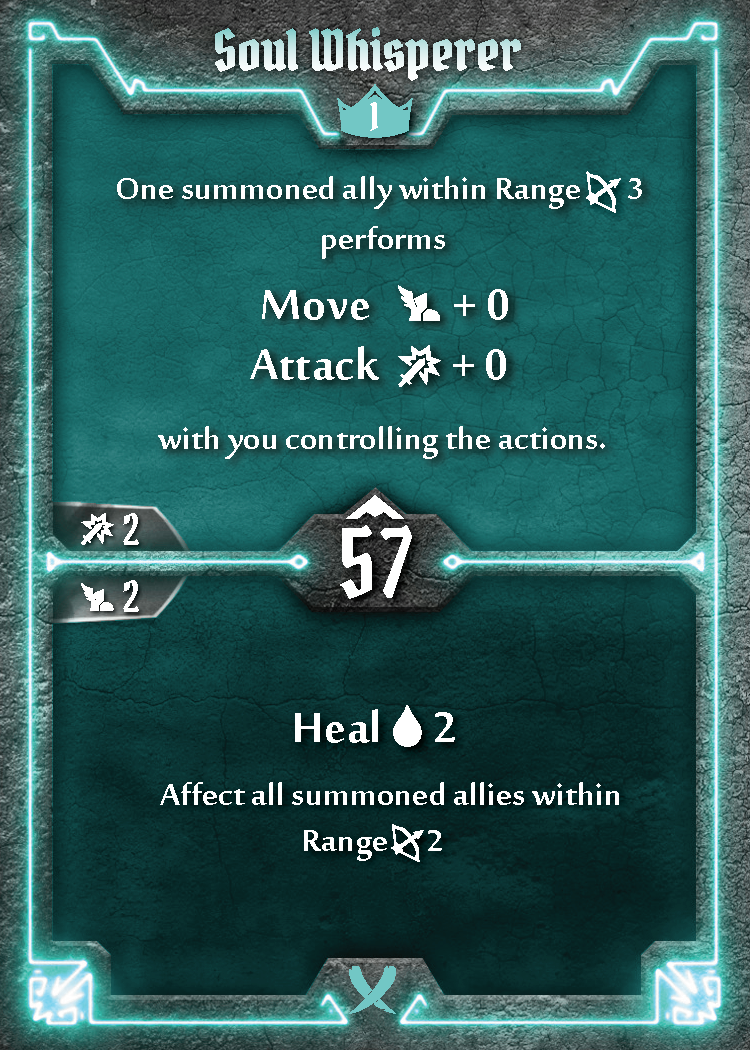 Soul Whisperer
1
One summoned ally within Range 3
performs
Move + 0
Attack + 0
with you controlling the actions.
2
57
2
Heal 2
Affect all summoned allies within
Range 2